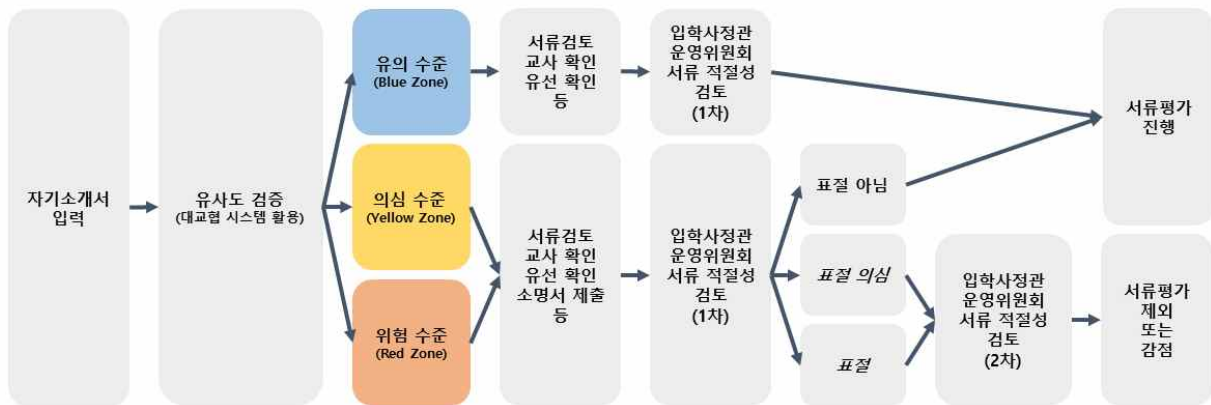 자기소개서
입력
유사도 검증
(대교협 시스템 활용)
유의 수준
(Blue Zone)
의심 수준
(Yellow Zone)
위험 수준
(Red Zone)
서류검토
교사 확인
유선 확인
등
입학사정관
운영위원회
서류 적절성
검토
(1차)
서류검토
교사 확인
유선 확인
소명서 제출
등
입학사정관
운영위원회
서류 적절성
검토
(1차)
표절 아님
표절 의심
표절
입학사정관
운영위원회
서류 적절성
검토
(2차)
서류평가
진행
서류평가
제외
또는
감점